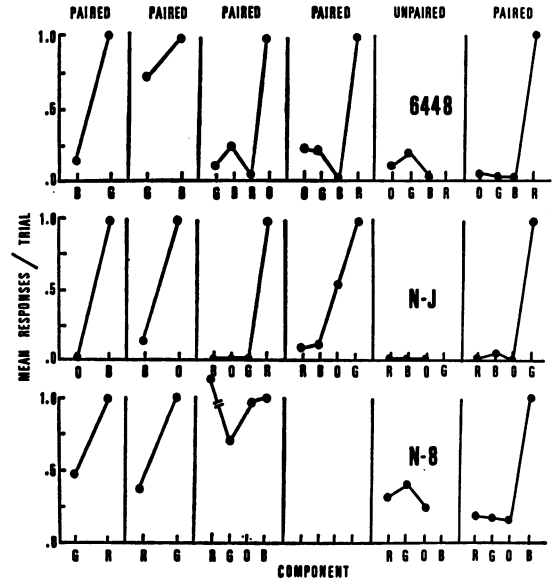 PAIRED PAIRED PAIRED PAIRED UNPAIRED PAIRED
1.0
.5
.0
6448
B G G B G B R O O G B R O G B R O G B R
1.0
.5
.0
N-J
O B B O B O G R R B O G R B O G R B O G
1.0
.5
.0
N-8
G R R G R G O B R G O B R G O B
MEAN RESPONSES / TRIAL
COMPONENT